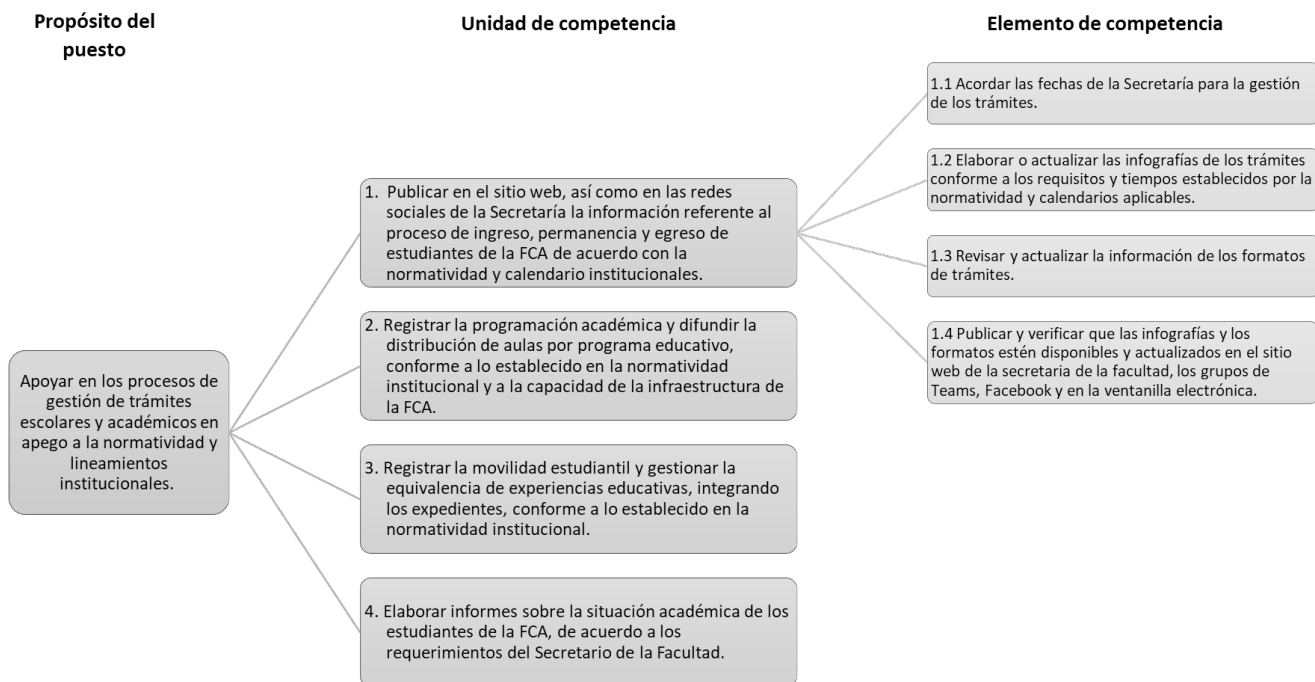 Propósito del
puesto
Unidad de competencia
Elemento de competencia
Apoyar en los procesos de
gestión de trámites
escolares y académicos en
apego a la normatividad y
lineamientos
institucionales.
1. Publicar en el sitio web, así como en las redes
sociales de la Secretaría la información referente al
proceso de ingreso, permanencia y egreso de
estudiantes de la FCA de acuerdo con la
normatividad y calendario institucionales.
2. Registrar la programación académica y difundir la
distribución de aulas por programa educativo,
conforme a lo establecido en la normatividad
institucional y a la capacidad de la infraestructura de
la FCA.
3. Registrar la movilidad estudiantil y gestionar la
equivalencia de experiencias educativas, integrando
los expedientes, conforme a lo establecido en la
normatividad institucional.
4. Elaborar informes sobre la situación académica de los
estudiantes de la FCA, de acuerdo a los
requerimientos del Secretario de la Facultad.
1.1 Acordar las fechas de la Secretaría para la gestión
de los trámites.
1.2 Elaborar o actualizar las infografías de los trámites
conforme a los requisitos y tiempos establecidos por la
normatividad y calendarios aplicables.
1.3 Revisar y actualizar la información de los formatos
de trámites.
1.4 Publicar y verificar que las infografías y los
formatos estén disponibles y actualizados en el sitio
web de la secretaria de la facultad, los grupos de
Teams, Facebook y en la ventanilla electrónica.